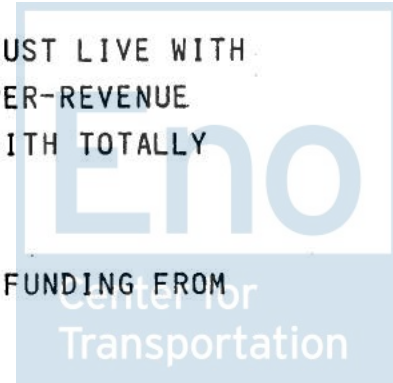 UST LIVE WITH
ER-REVENUE
ITH TOTALLY
Eno
FUNDING FROM
Center for
Transportation